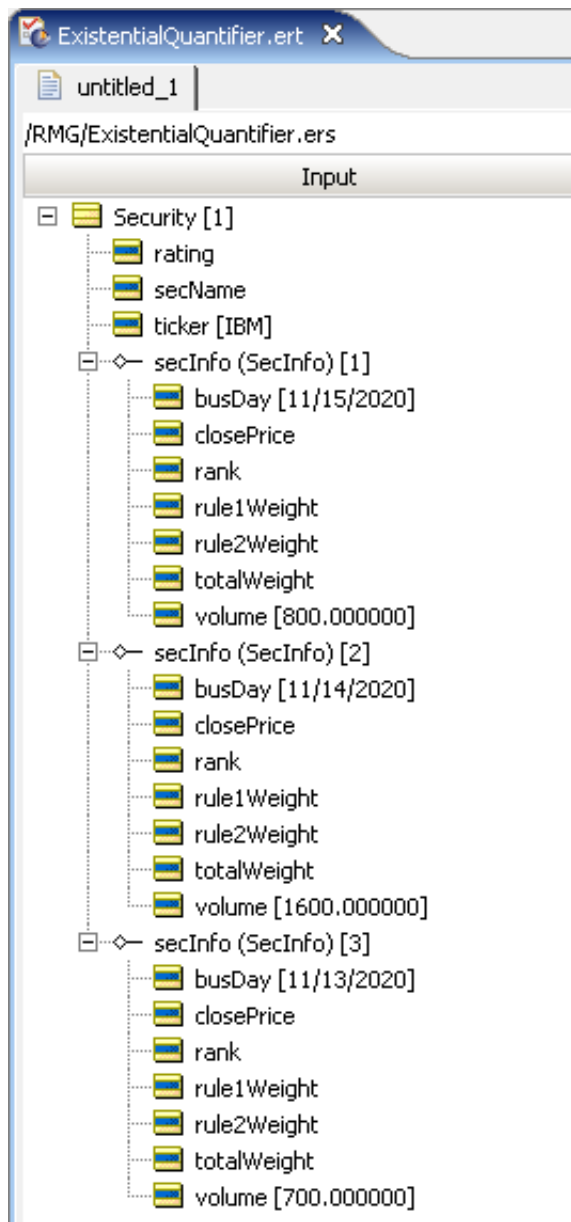 ExistentialQuantifier.ert
untitled_1
/RMG/ExistentialQuantifier.ers
Input
Security [1]
rating
secName
ticker [IBM]
secInfo (SecInfo) [1]
busDay [11/15/2020]
closePrice
rank
rule1Weight
rule2Weight
totalWeight
volume [800.000000]
secInfo (SecInfo) [2]
busDay [11/14/2020]
closePrice
rank
rule1Weight
rule2Weight
totalWeight
volume [1600.000000]
secInfo (SecInfo) [3]
busDay [11/13/2020]
closePrice
rank
rule1Weight
rule2Weight
totalWeight
volume [700.000000]